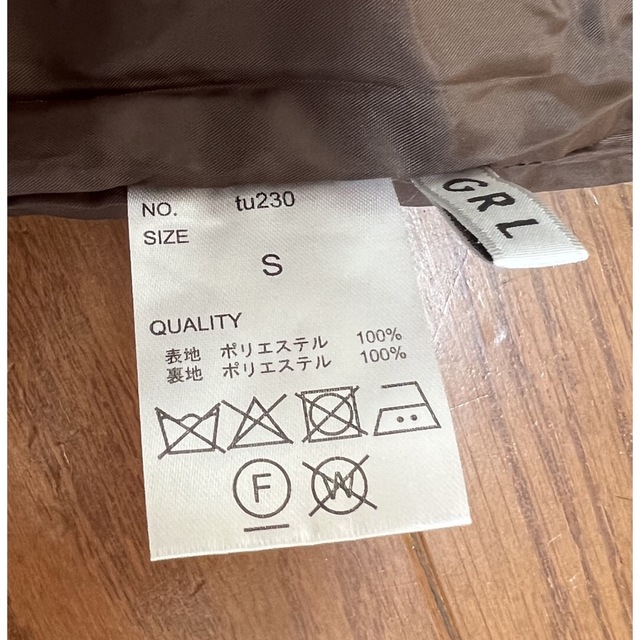 GRL
NO. tu230
SIZE
S
QUALITY
表地 ポリエステル 100%
裏地 ポリエステル 100%
F W